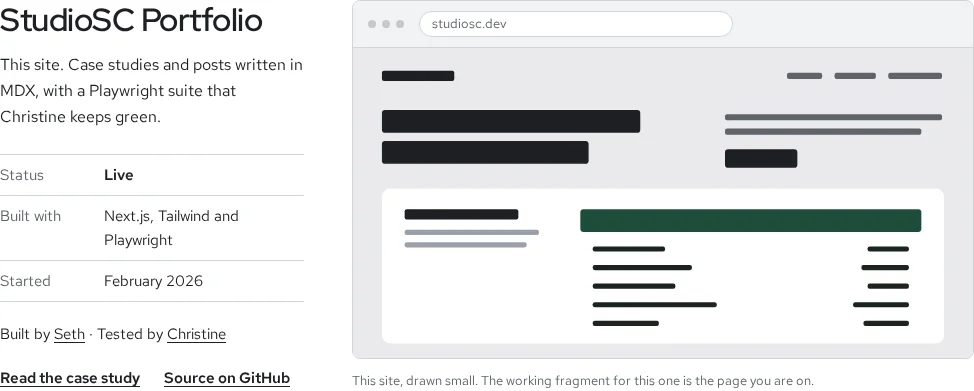 StudioSC Portfolio
This site. Case studies and posts written in
MDX, with a Playwright suite that
Christine keeps green.
Status Live
Built with Next.js, Tailwind and
Playwright
Started February 2026
Built by Seth · Tested by Christine
Read the case study Source on GitHub
studiosc.dev
This site, drawn small. The working fragment for this one is the page you are on.